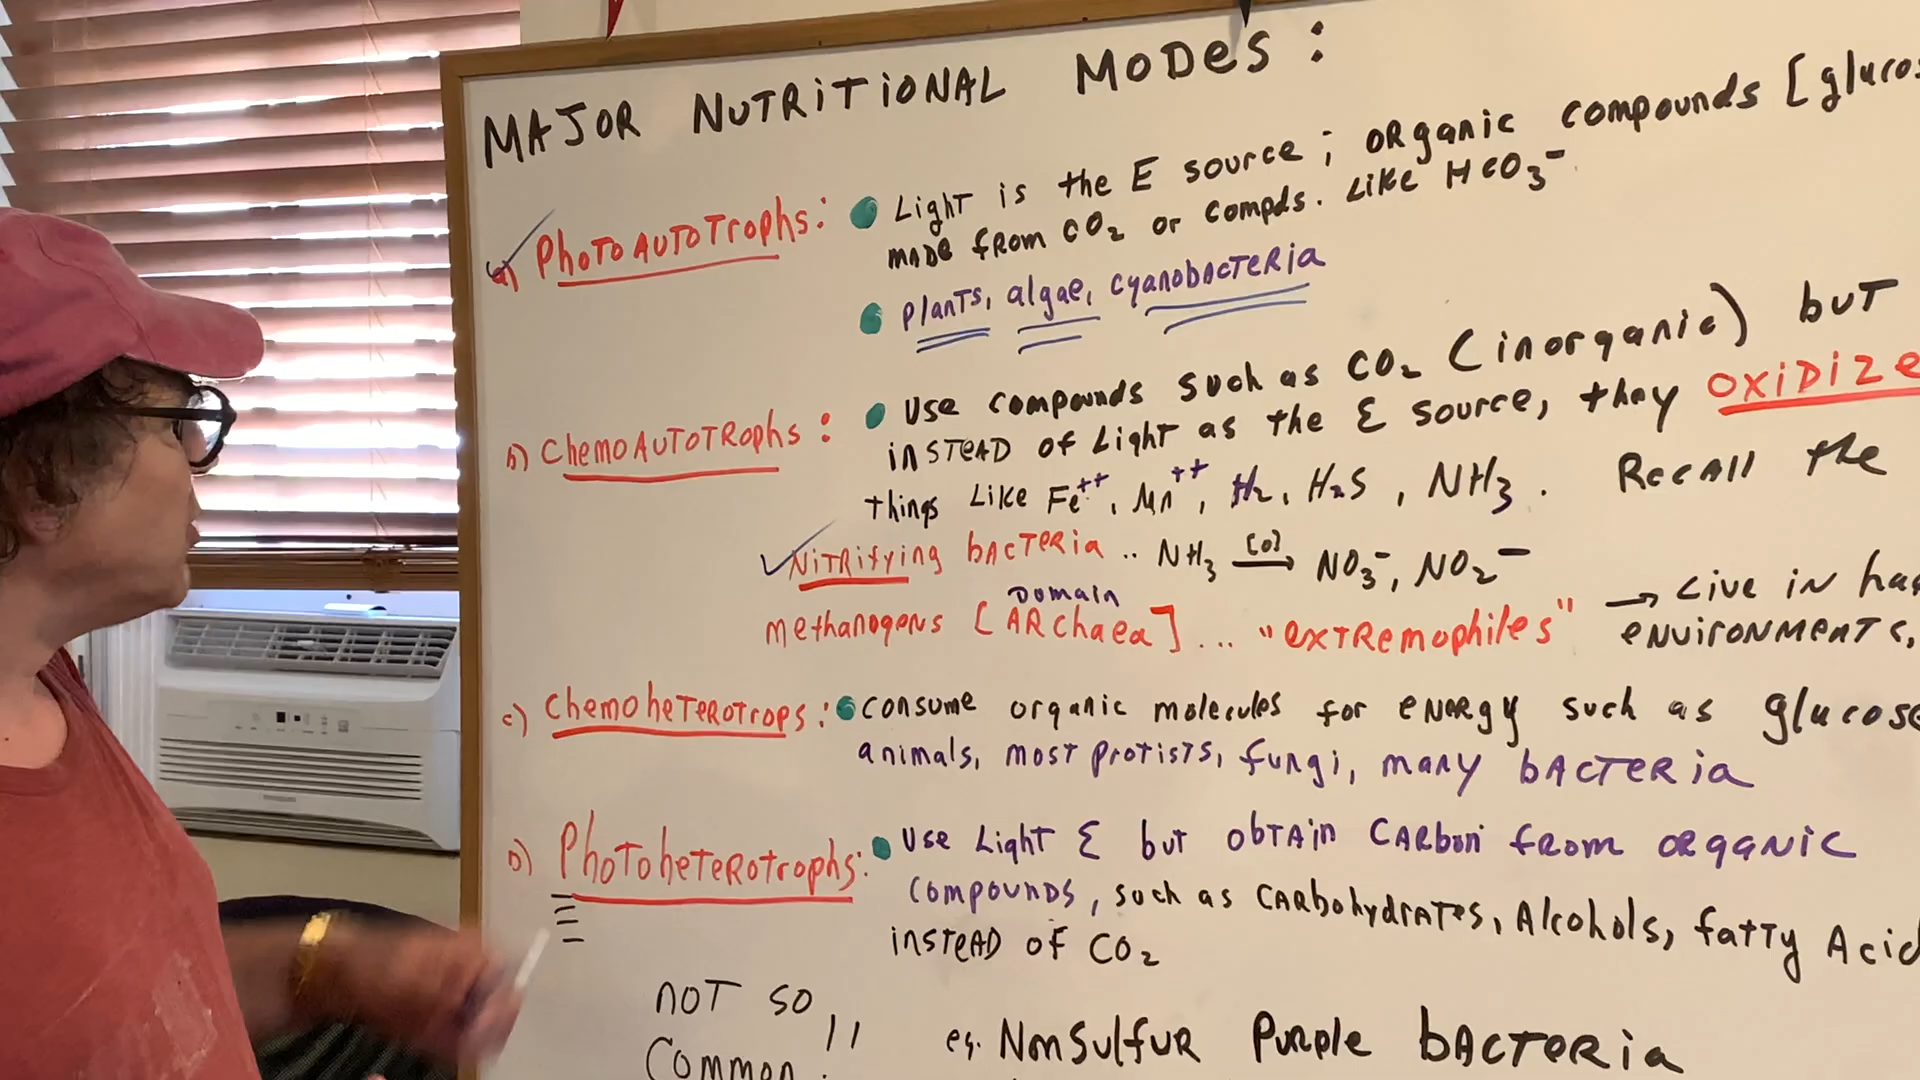 MAJOR NUTRITIONAL MODES:
a) PhotoAUTOTrophs: Light is the E source; organic compounds [glucos
made from CO2 or compds. Like HCO3-
plants, algae, cyanobacteria
b) ChemoAUTOTRophs: Use compounds such as CO2 (inorganic) but
instead of Light as the E source, they OXIDIZE
things Like Fe++, Mn++, H2, H2S, NH3. Recall the
NiTRifying bacteria .. NH3 [O]→ NO3-, NO2-
methanogens [ARChaea] ... "extremophiles" → Live in ha
Domain
environments,
c) ChemoheTeRoTrops: consume organic molecules for energy such as glucose
animals, most protists, fungi, many bacteria
D) PhotoheteRotrophs: Use Light E but obtain carbon from organic
compounds, such as carbohydrates, Alcohols, fatty Acid
instead of CO2
not so
common!!
eg. Nonsulfur Purple bacteria